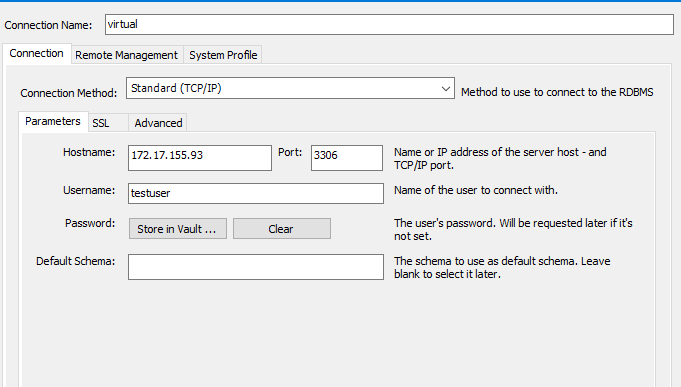 Connection Name: virtual
Connection Remote Management System Profile
Connection Method: Standard (TCP/IP) Method to use to connect to the RDBMS
Parameters SSL Advanced
Hostname: 172.17.155.93 Port: 3306 Name or IP address of the server host - and
TCP/IP port.
Username: testuser Name of the user to connect with.
Password: Store in Vault ... Clear The user's password. Will be requested later if it's
not set.
Default Schema: The schema to use as default schema. Leave
blank to select it later.